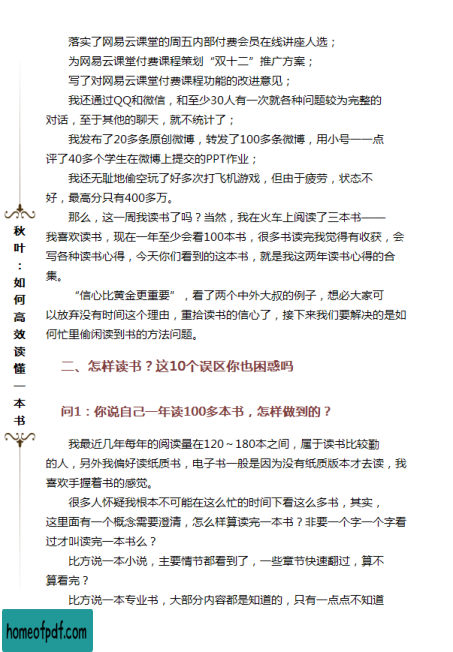 落实了网易云课堂的周五内部付费会员在线讲座人选；
为网易云课堂付费课程策划“双十二”推广方案；
写了对网易云课堂付费课程功能的改进意见；
我还通过QQ和微信，和至少30人有一次就各种问题较为完整的
对话，至于其他的聊天，就不统计了；
我发布了20多条原创微博，转发了100多条微博，用小号一一点
评了40多个学生在微博上提交的PPT作业；
我还无耻地偷空玩了好多次打飞机游戏，但由于疲劳，状态不
好，最高分只有400多万。
那么，这一周我读书了吗？当然，我在火车上阅读了三本书——
我喜欢读书，现在一年至少会看100本书，很多书读完我觉得有收获，会
写各种读书心得，今天你们看到的这本书，就是我这两年读书心得的合
集。
“信心比黄金更重要”，看了两个中外大叔的例子，想必大家可
以放弃没有时间这个理由，重拾读书的信心了，接下来我们要解决的是如
何忙里偷闲读到书的方法问题。
二、怎样读书？这10个误区你也困惑吗
问1：你说自己一年读100多本书，怎样做到的？
我最近几年每年的阅读量在120～180本之间，属于读书比较勤
的人，另外我偏好读纸质书，电子书一般是因为没有纸质版本才去读，我
喜欢手握着书的感觉。
很多人怀疑我根本不可能在这么忙的时间下看这么多书，其实，
这里面有一个概念需要澄清，怎么样算读完一本书？非要一个字一个字看
过才叫读完一本书么？
比方说一本小说，主要情节都看到了，一些章节快速翻过，算不
算看完？
比方说一本专业书，大部分内容都是知道的，只有一点点不知道
秋叶：如何高效读懂一本书
homeofpdf.com